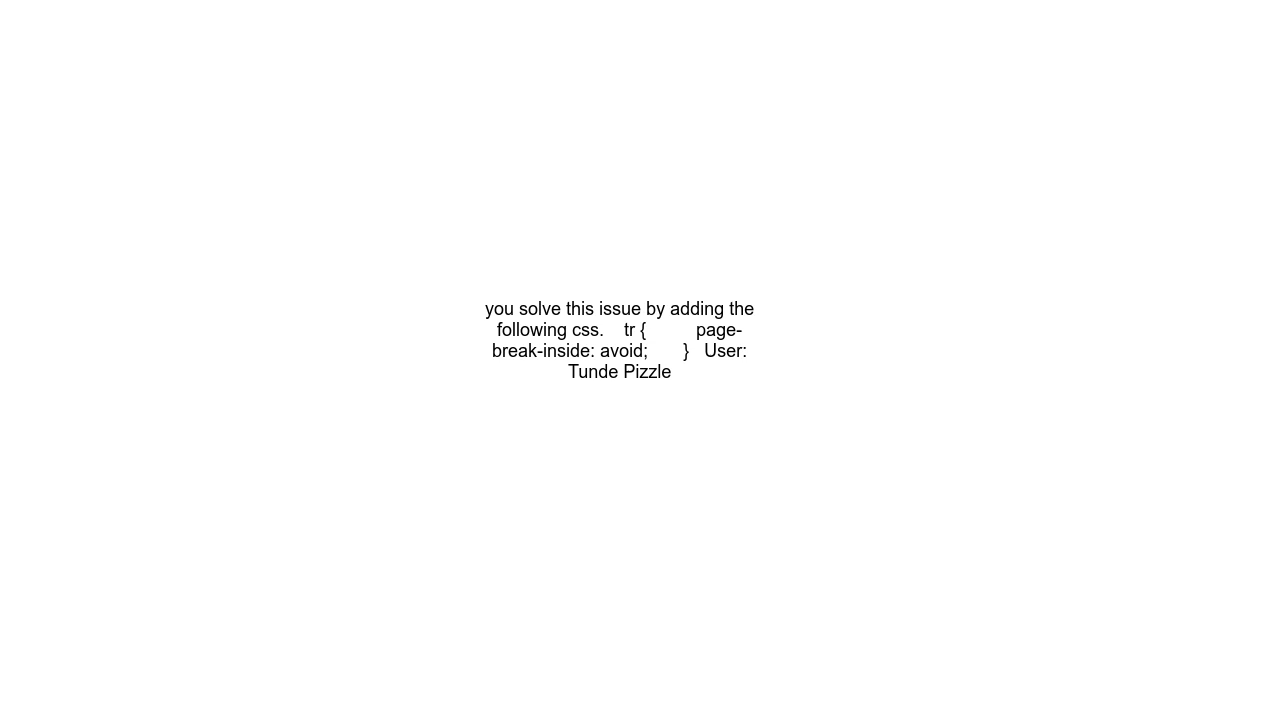 you solve this issue by adding the
following css.    tr {          page-
break-inside: avoid;       }   User:
Tunde Pizzle